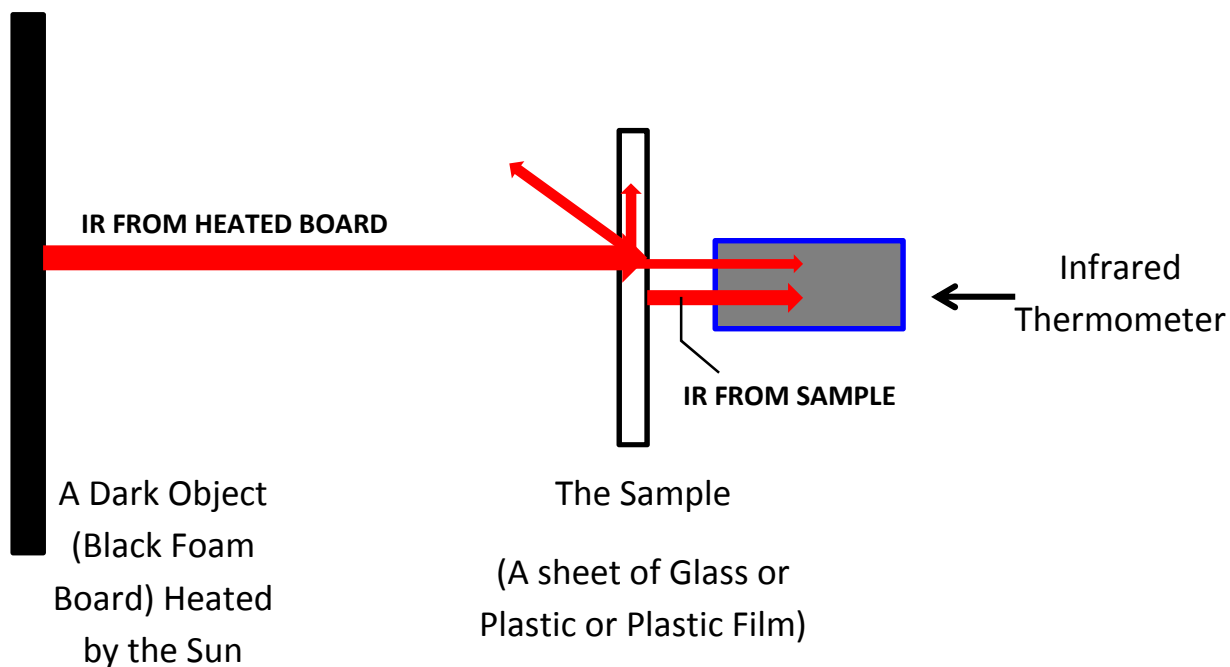 IR FROM HEATED BOARD
Infrared
Thermometer
IR FROM SAMPLE
A Dark Object
(Black Foam
Board) Heated
by the Sun
The Sample
(A sheet of Glass or
Plastic or Plastic Film)